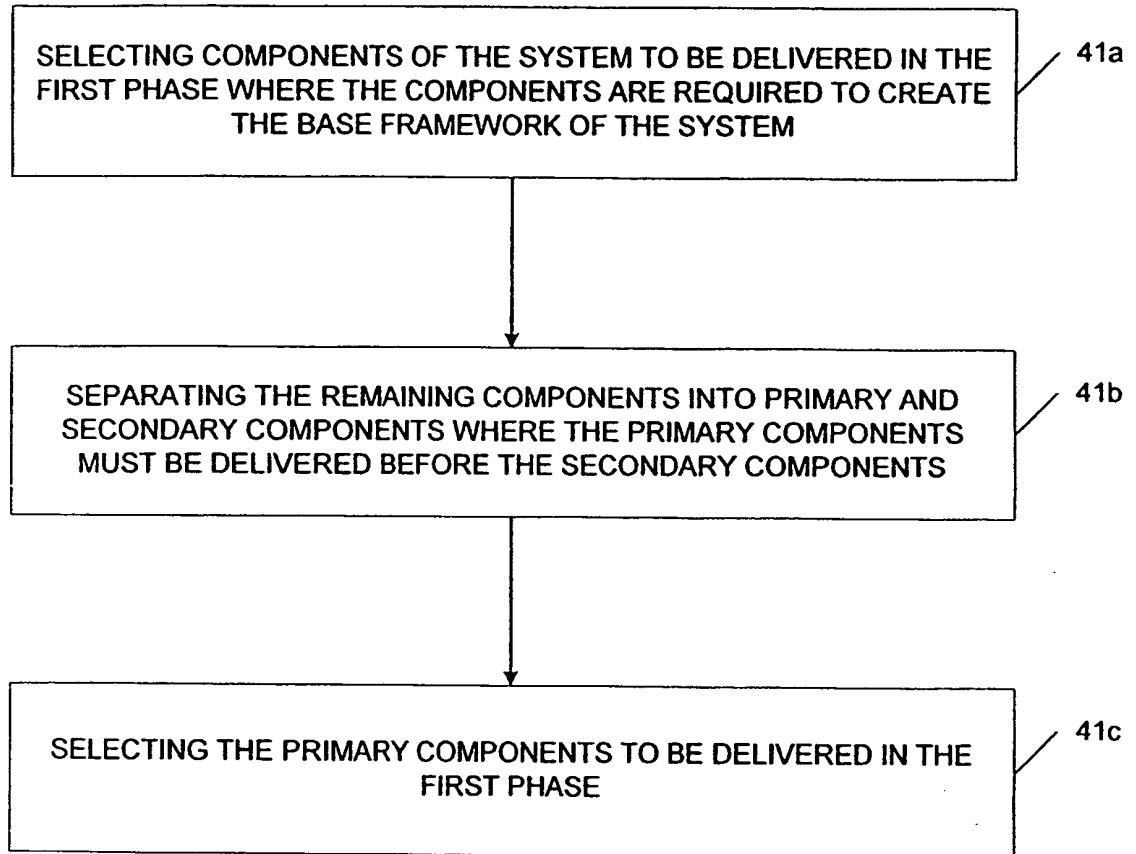 SELECTING COMPONENTS OF THE SYSTEM TO BE DELIVERED IN THE
FIRST PHASE WHERE THE COMPONENTS ARE REQUIRED TO CREATE
THE BASE FRAMEWORK OF THE SYSTEM
41a
SEPARATING THE REMAINING COMPONENTS INTO PRIMARY AND
SECONDARY COMPONENTS WHERE THE PRIMARY COMPONENTS
MUST BE DELIVERED BEFORE THE SECONDARY COMPONENTS
41b
SELECTING THE PRIMARY COMPONENTS TO BE DELIVERED IN THE
FIRST PHASE
41c